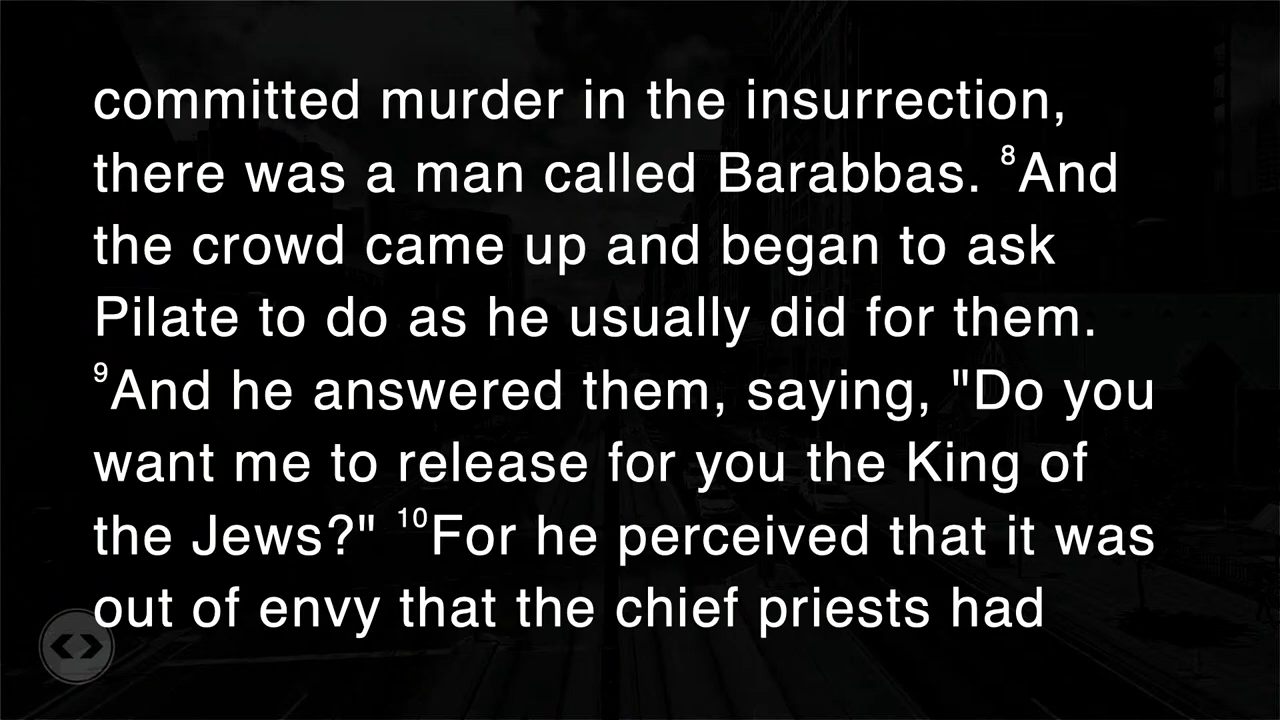 committed murder in the insurrection,
there was a man called Barabbas. ⁸And
the crowd came up and began to ask
Pilate to do as he usually did for them.
⁹And he answered them, saying, "Do you
want me to release for you the King of
the Jews?" ¹⁰For he perceived that it was
out of envy that the chief priests had